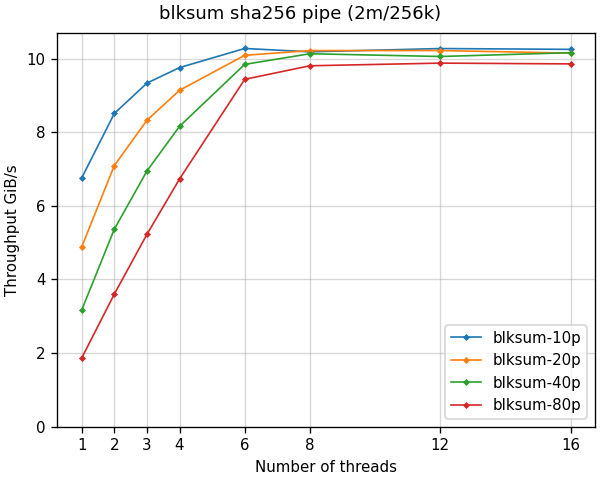 blksum sha256 pipe (2m/256k)
Throughput GiB/s
10
8
6
4
2
0
1 2 3 4 6 8 12 16
Number of threads
blksum-10p
blksum-20p
blksum-40p
blksum-80p